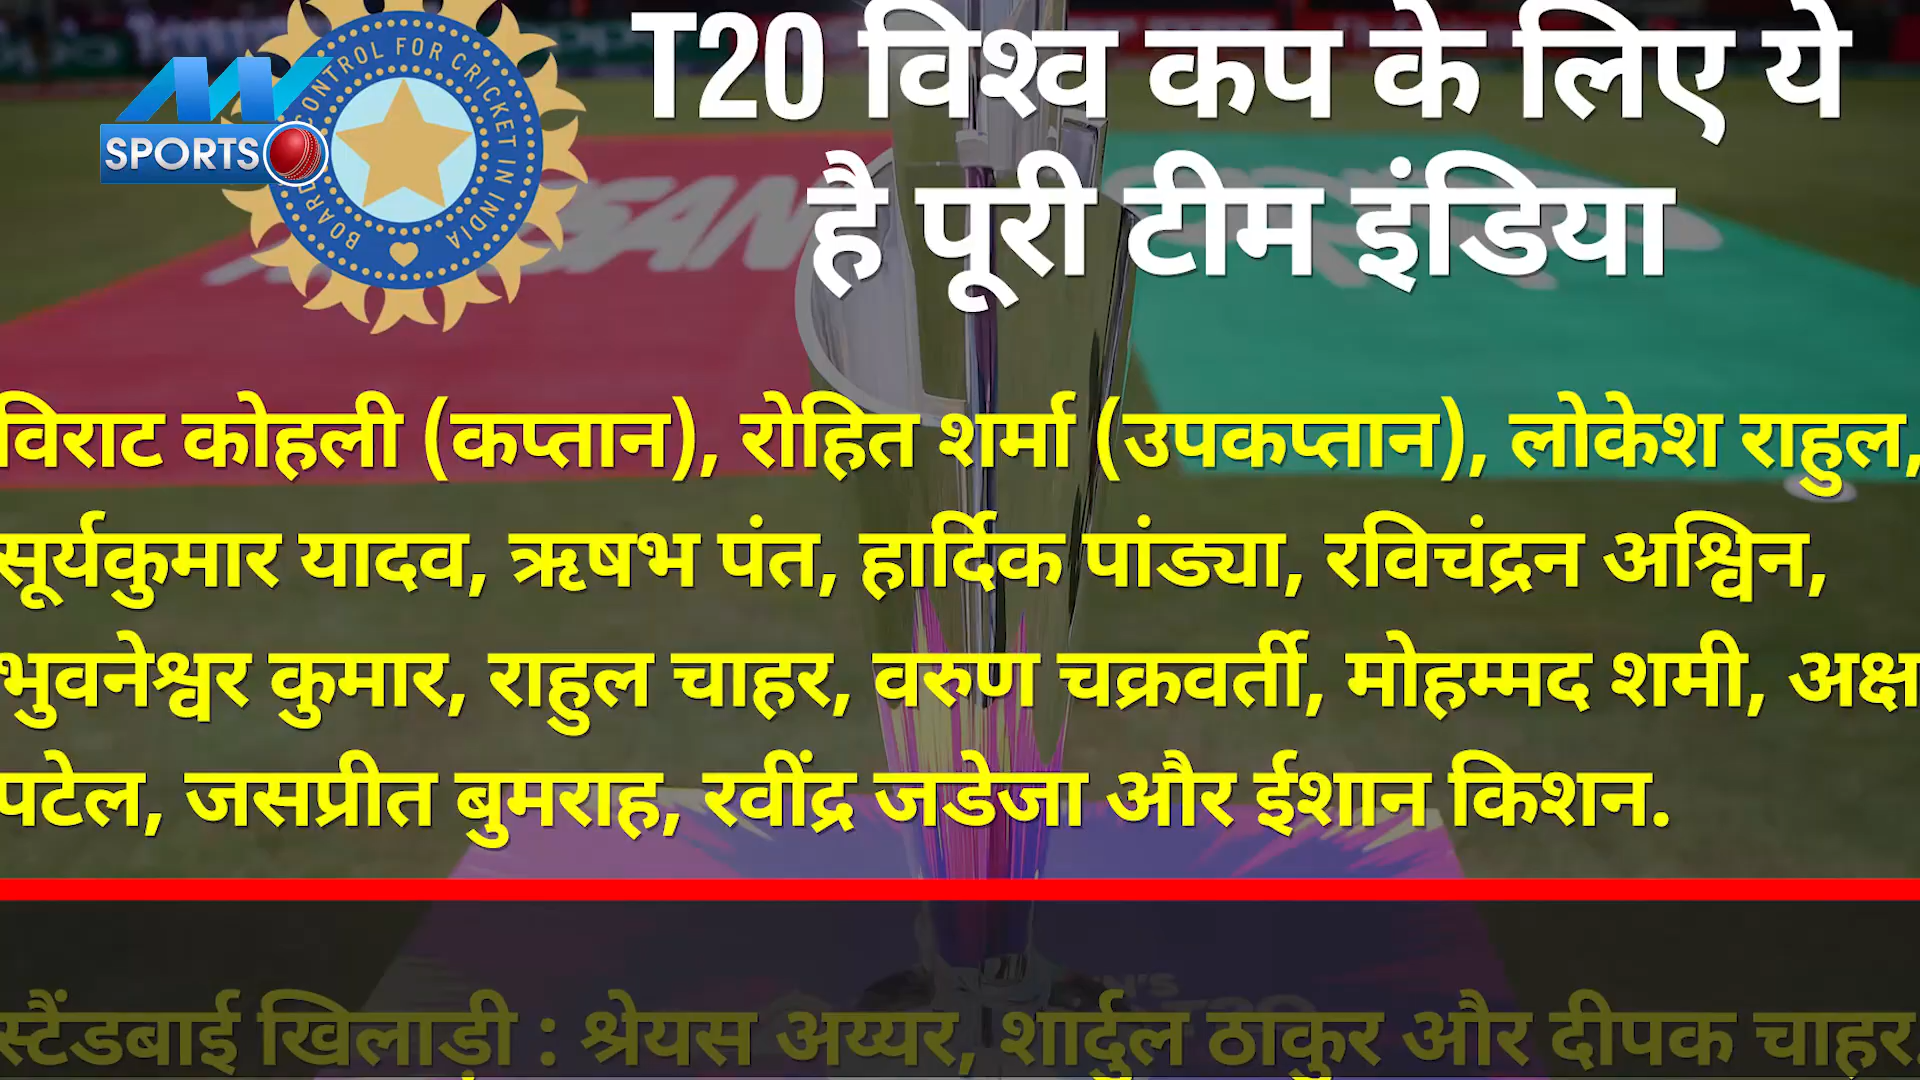 T20 विश्व कप के लिए ये
है पूरी टीम इंडिया
SPORTS
BOARD CONTROL FOR CRICKET IN INDIA
विराट कोहली (कप्तान), रोहित शर्मा (उपकप्तान), लोकेश राहुल,
सूर्यकुमार यादव, ऋषभ पंत, हार्दिक पांड्या, रविचंद्रन अश्विन,
भुवनेश्वर कुमार, राहुल चाहर, वरुण चक्रवर्ती, मोहम्मद शमी, अक्ष
पटेल, जसप्रीत बुमराह, रवींद्र जडेजा और ईशान किशन.
स्टैंडबाई खिलाड़ी : श्रेयस अय्यर, शार्दुल ठाकुर और दीपक चाहर.